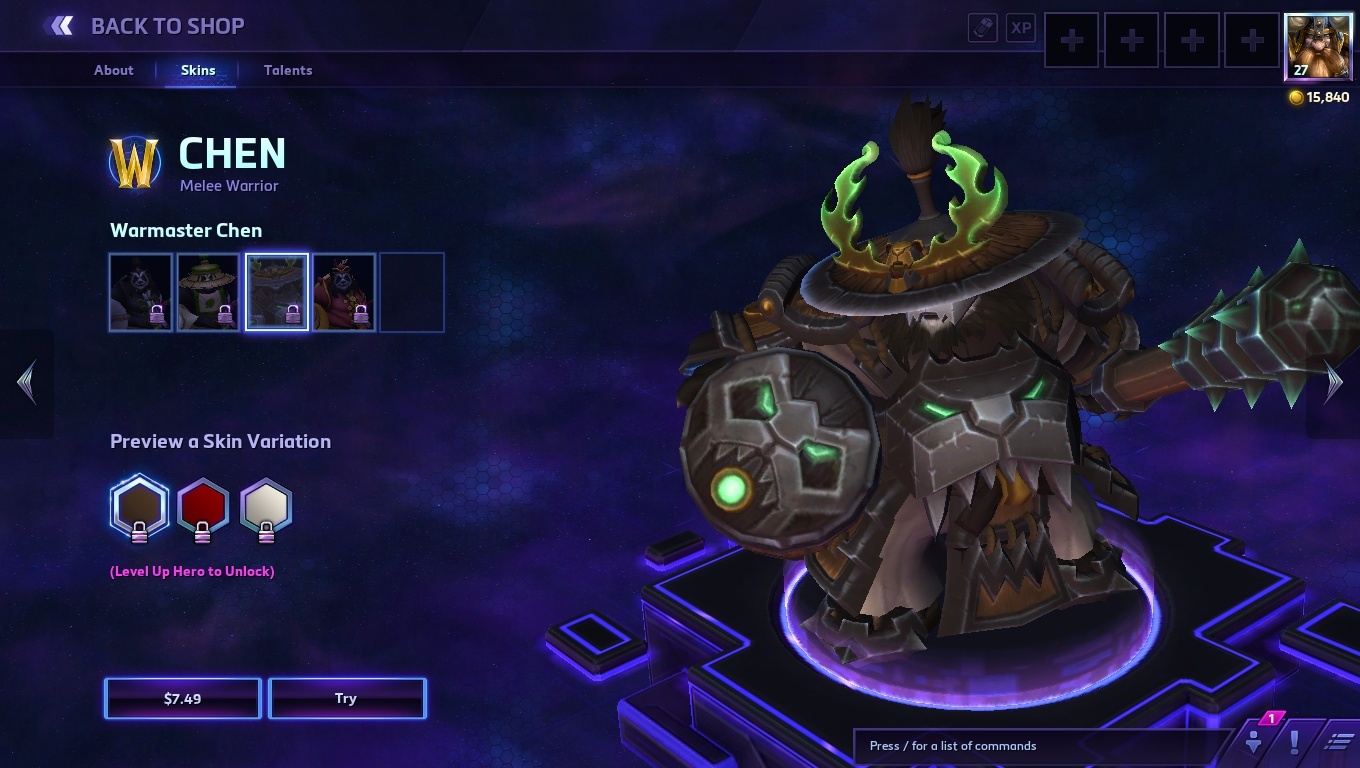 BACK TO SHOP
XP
27
15,840
About
Skins
Talents
W
CHEN
Melee Warrior
Warmaster Chen
Preview a Skin Variation
(Level Up Hero to Unlock)
$7.49
Try
1
Press / for a list of commands